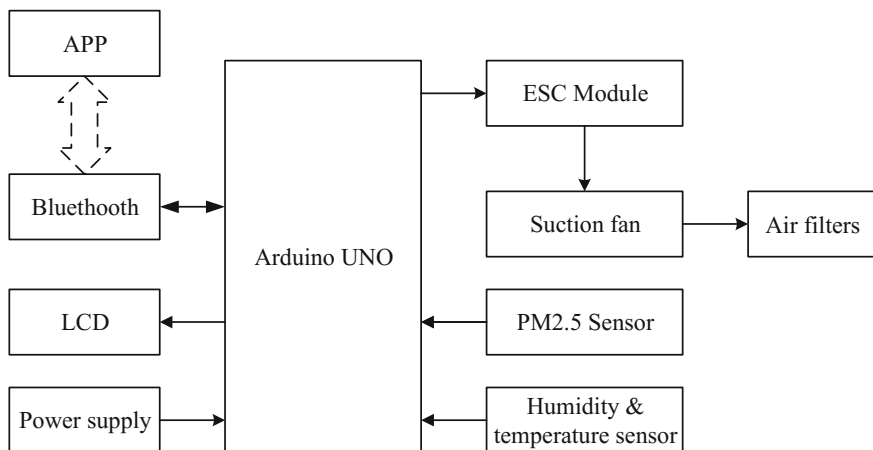 APP
ESC Module
Bluethooth
Suction fan
Air filters
Arduino UNO
LCD
PM2.5 Sensor
Power supply
Humidity &
temperature sensor